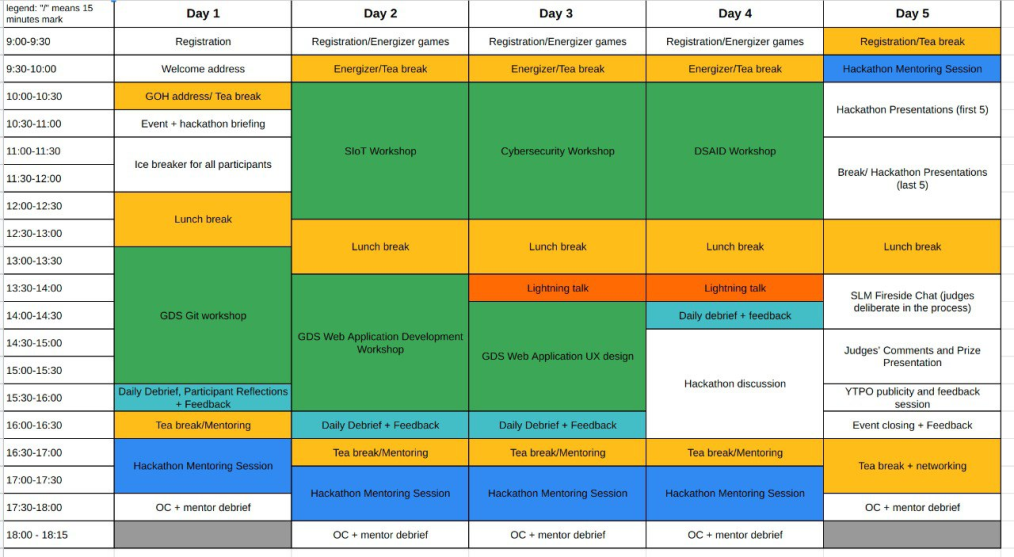 legend: "/" means 15
minutes mark
Day 1
Day 2
Day 3
Day 4
Day 5
9:00-9:30
Registration
Registration/Energizer games
Registration/Energizer games
Registration/Energizer games
Registration/Tea break
9:30-10:00
Welcome address
Energizer/Tea break
Energizer/Tea break
Energizer/Tea break
Hackathon Mentoring Session
10:00-10:30
GOH address/ Tea break
SIoT Workshop
Cybersecurity Workshop
DSAID Workshop
Hackathon Presentations (first 5)
10:30-11:00
Event + hackathon briefing
11:00-11:30
Ice breaker for all participants
Break/ Hackathon Presentations
(last 5)
11:30-12:00
12:00-12:30
Lunch break
12:30-13:00
Lunch break
Lunch break
Lunch break
Lunch break
13:00-13:30
GDS Git workshop
13:30-14:00
GDS Web Application Development
Workshop
Lightning talk
Lightning talk
SLM Fireside Chat (judges
deliberate in the process)
14:00-14:30
GDS Web Application UX design
Daily debrief + feedback
14:30-15:00
Hackathon discussion
Judges' Comments and Prize
Presentation
15:00-15:30
15:30-16:00
Daily Debrief, Participant Reflections
+ Feedback
YTPO publicity and feedback
session
16:00-16:30
Tea break/Mentoring
Daily Debrief + Feedback
Daily Debrief + Feedback
Event closing + Feedback
16:30-17:00
Hackathon Mentoring Session
Tea break/Mentoring
Tea break/Mentoring
Tea break/Mentoring
Tea break + networking
17:00-17:30
Hackathon Mentoring Session
Hackathon Mentoring Session
Hackathon Mentoring Session
17:30-18:00
OC + mentor debrief
OC + mentor debrief
18:00 - 18:15
OC + mentor debrief
OC + mentor debrief
OC + mentor debrief